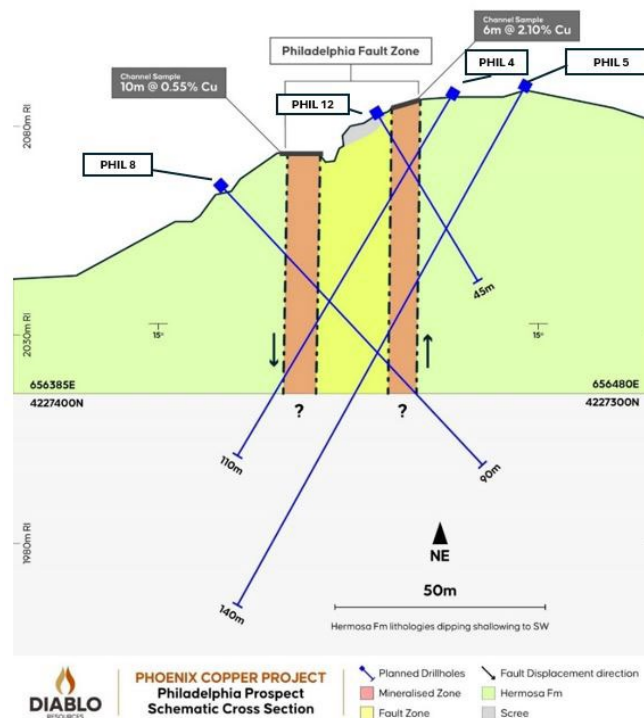 Channel Sample
6m @ 2.10% Cu
Philadelphia Fault Zone
PHIL 4
PHIL 5
Channel Sample
10m @ 0.55% Cu
PHIL 12
2080m Rl
PHIL 8
45m
2030m Rl
15°
15°
656385E
656480E
4227400N
4227300N
?
?
110m
90m
1980m Rl
NE
50m
140m
Hermosa Fm lithologies dipping shallowing to SW
DIABLO
RESOURCES
PHOENIX COPPER PROJECT
Philadelphia Prospect
Schematic Cross Section
Planned Drillholes
Fault Displacement direction
Mineralised Zone
Hermosa Fm
Fault Zone
Scree